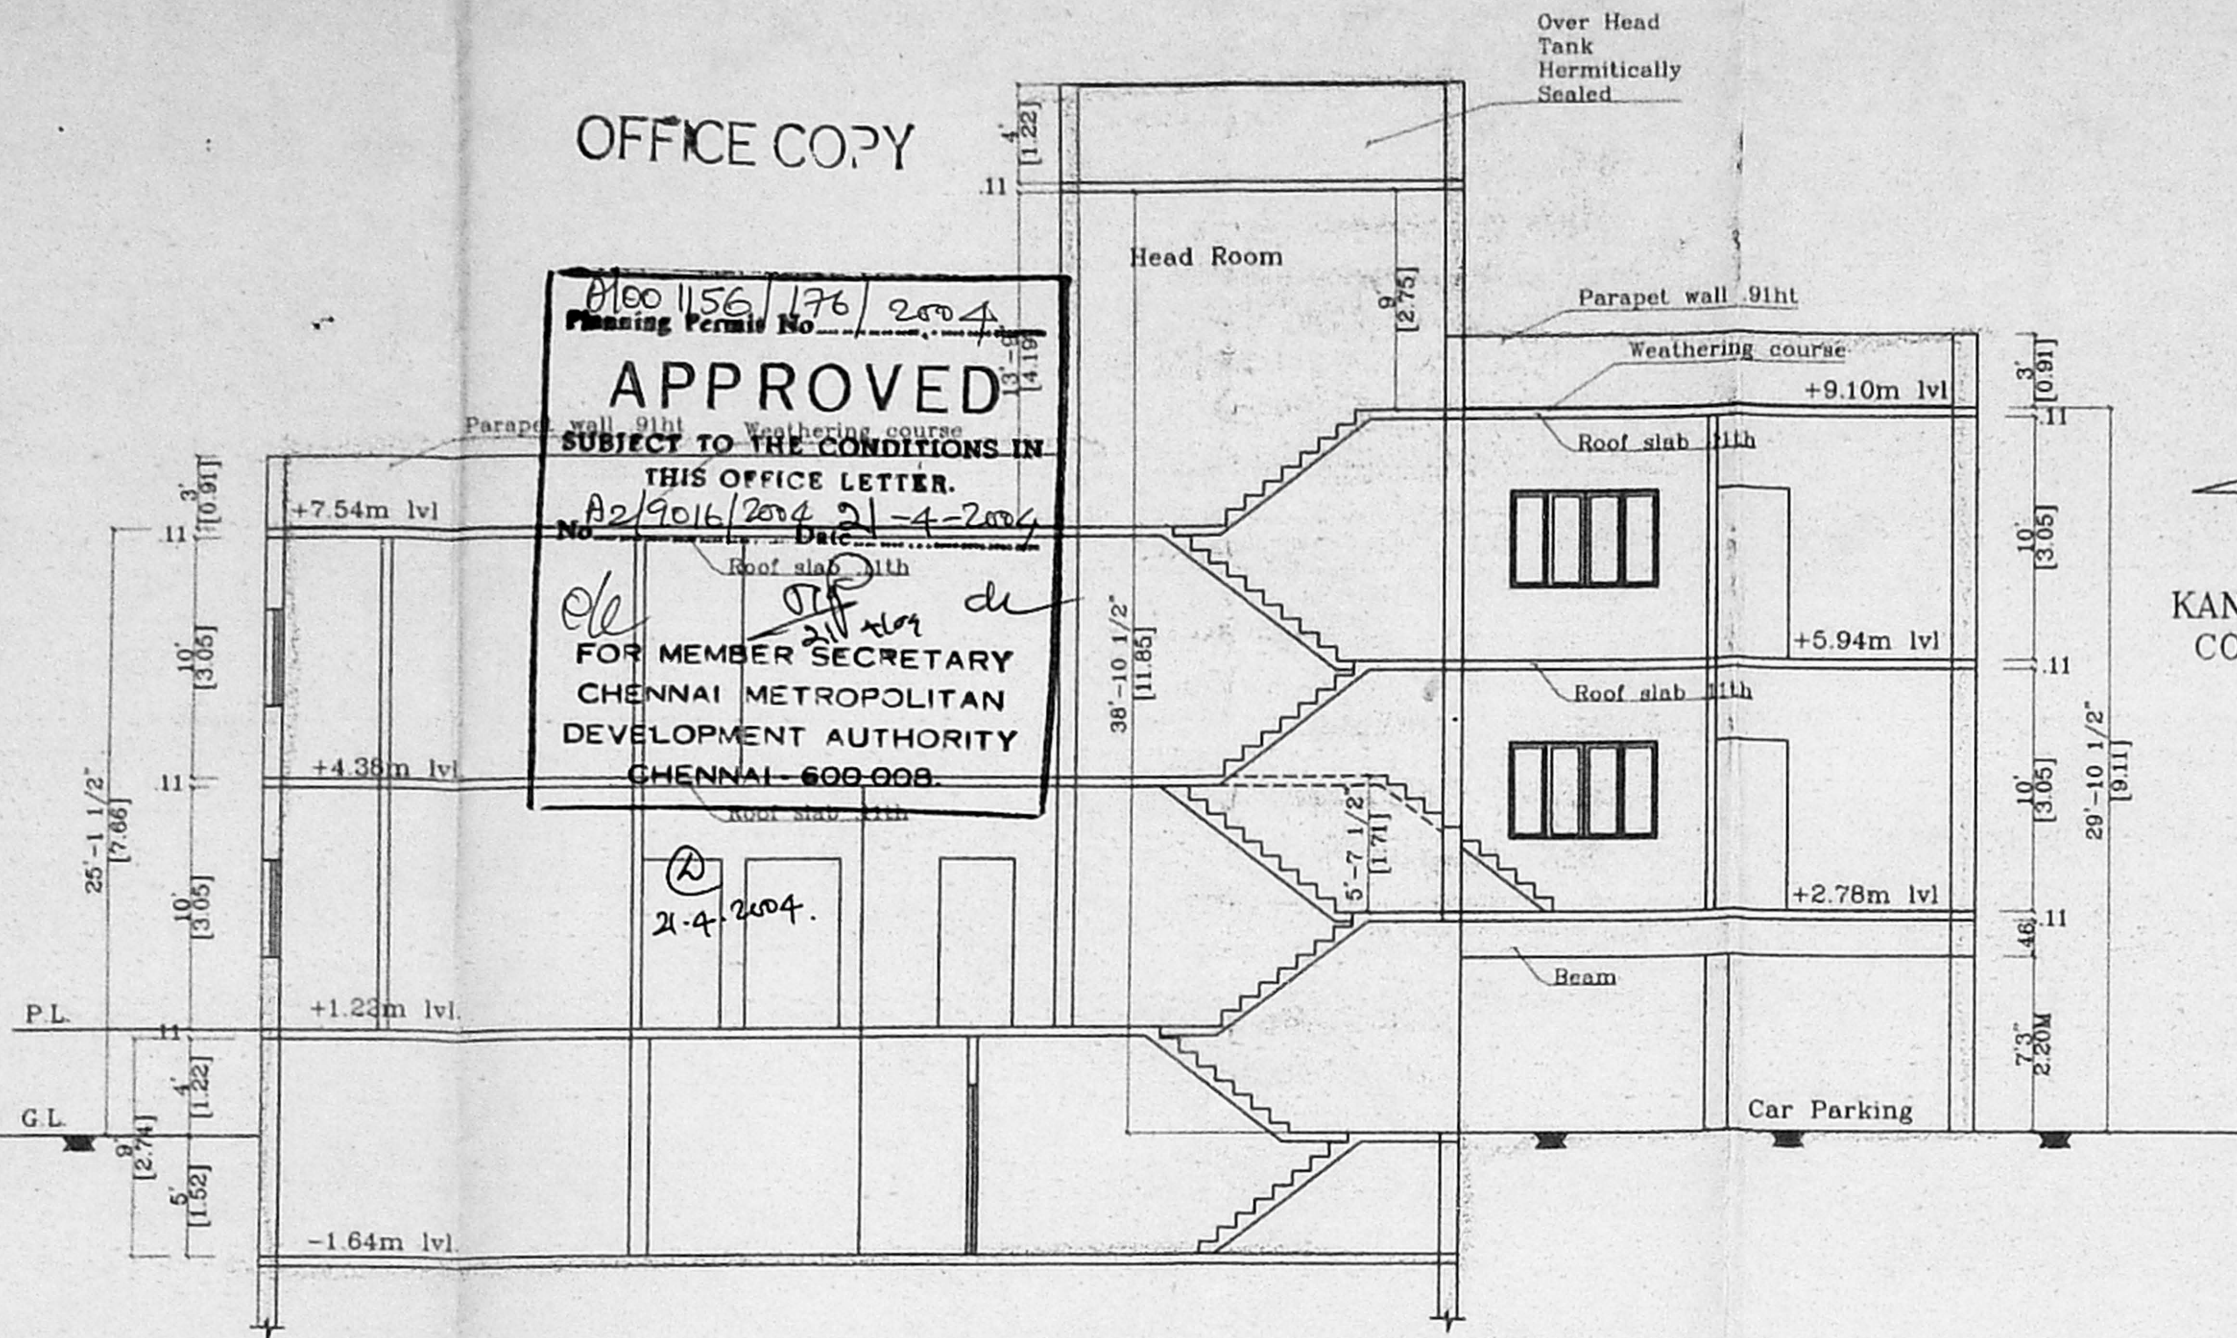 Over Head
Tank
Hermitically
Sealed
OFFICE COPY
4'
[1.22]
.11
Head Room
9'
[2.75]
Parapet wall .91ht
Weathering course
+9.10m lvl
3'
[0.91]
.11
Roof slab .11th
1156/176/2004
Planning Permit No
[4.19]
APPROVED
Parapet wall .91ht
Weathering course
SUBJECT TO THE CONDITIONS IN
THIS OFFICE LETTER.
No A2/9016/2004 Date 21-4-2004
3'
[0.91]
+7.54m lvl
.11
Roof slab .11th
FOR MEMBER SECRETARY
CHENNAI METROPOLITAN
DEVELOPMENT AUTHORITY
CHENNAI - 600 008.
10'
[3.05]
38'-10 1/2"
[11.85]
10'
[3.05]
+5.94m lvl
.11
Roof slab .11th
KAN
CO
+4.38m lvl
.11
Roof slab .11th
25'-1 1/2"
[7.66]
5'-7 1/2"
[1.71]
10'
[3.05]
29'-10 1/2"
[9.11]
21-4-2004.
10'
[3.05]
+2.78m lvl
.11
.46
Beam
P.L.
+1.22m lvl.
.11
7'3"
2.20M
4'
[1.22]
Car Parking
G.L.
9'
[2.74]
5'
[1.52]
-1.64m lvl.